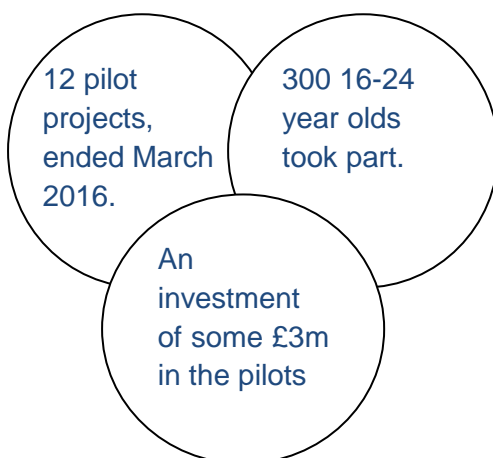 12 pilot
projects,
ended March
2016.
300 16-24
year olds
took part.
An
investment
of some £3m
in the pilots